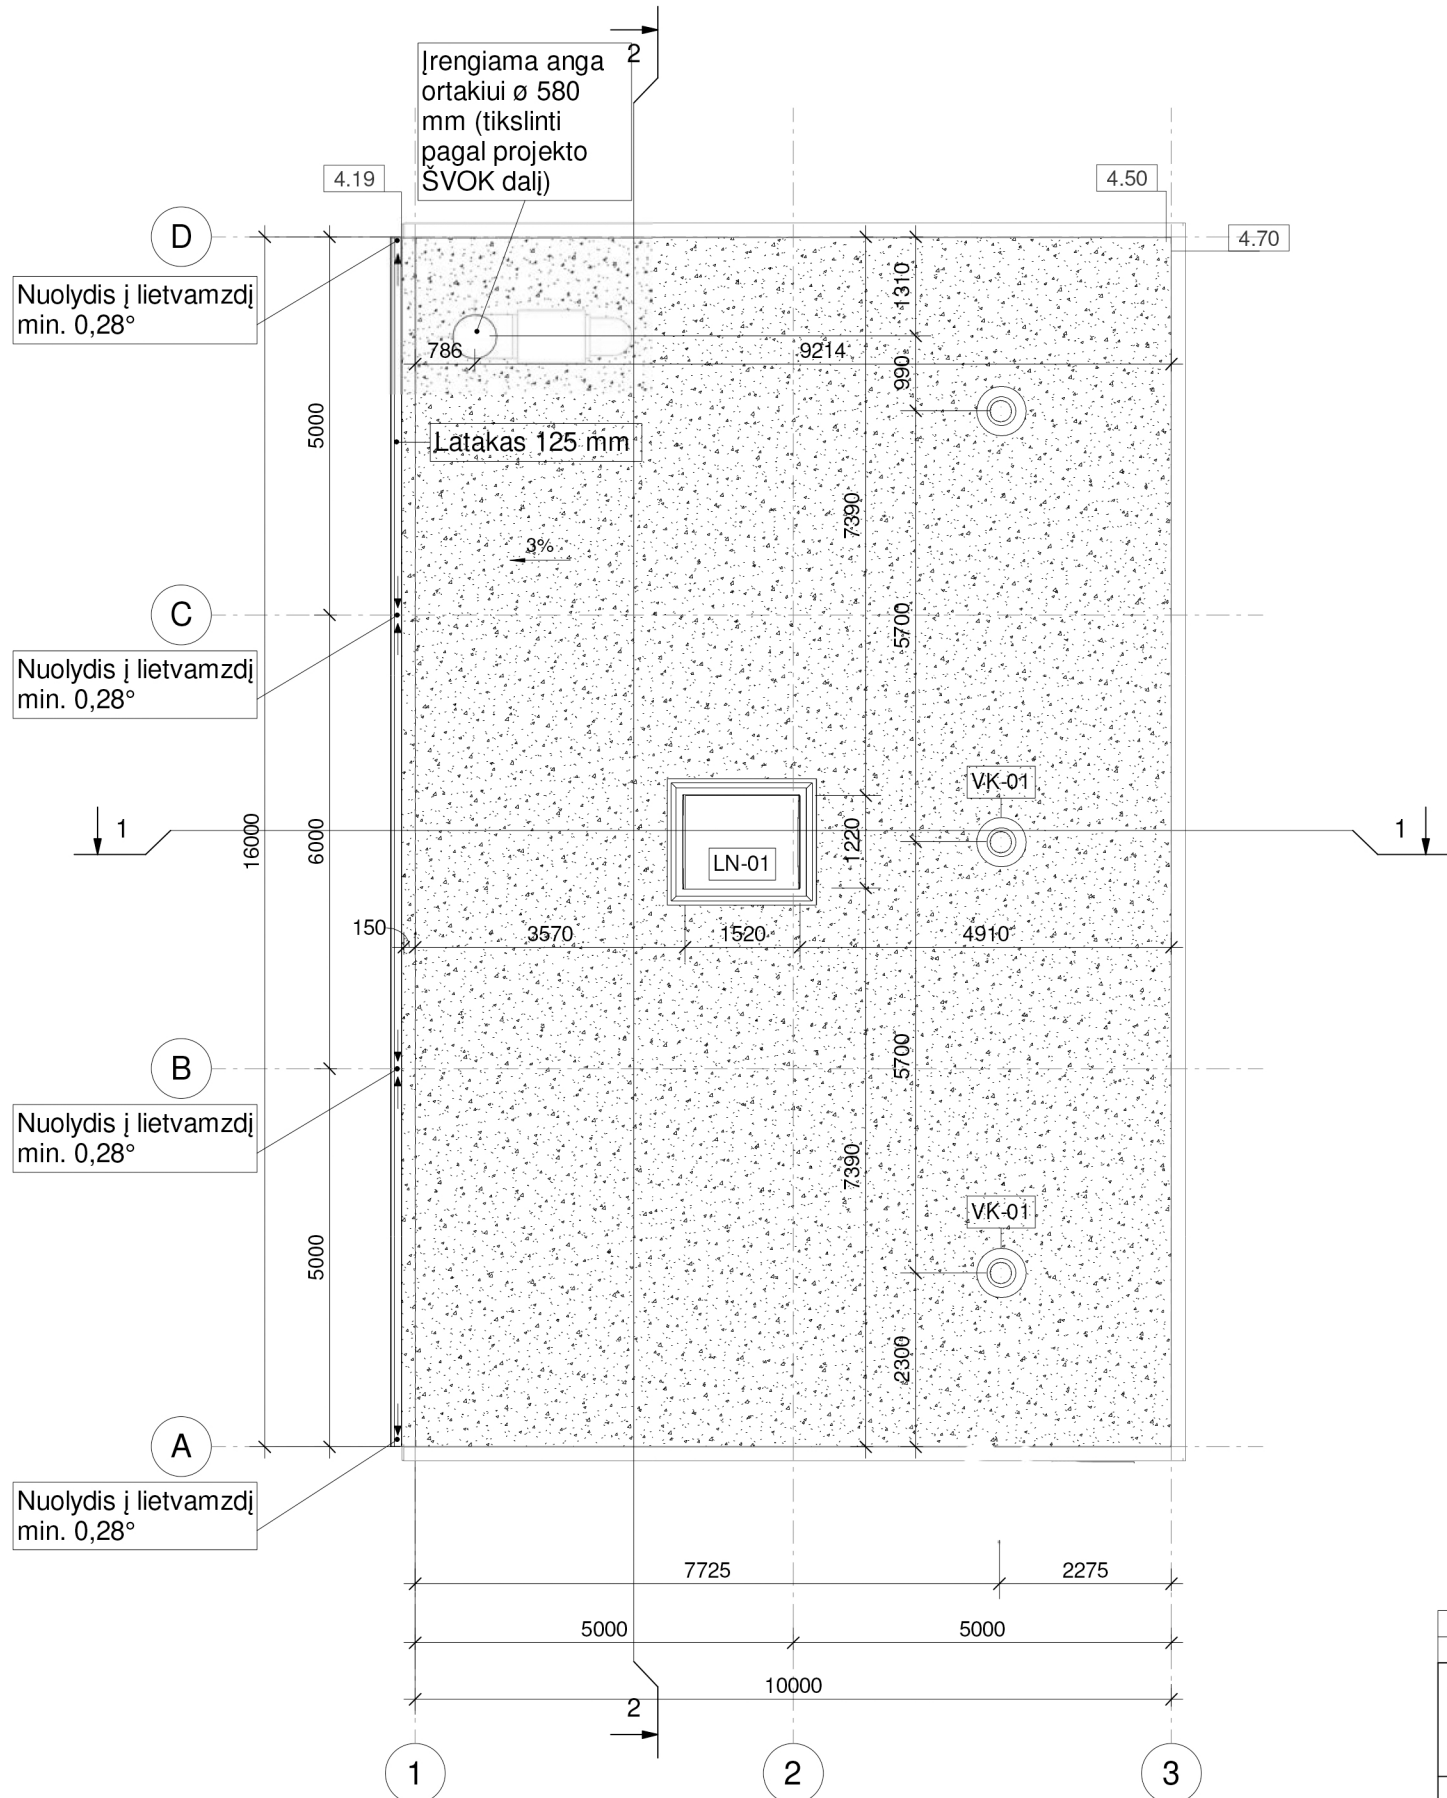 2
Įrengiama anga
ortakiui ø 580
mm (tikslinti
pagal projekto
ŠVOK dalį)
4.19
4.50
4.70
D
Nuolydis į lietvamzdį
min. 0,28°
1310
786
9214
990
5000
Latakas 125 mm
7390
3%
C
5700
Nuolydis į lietvamzdį
min. 0,28°
VK-01
1
16000
6000
LN-01
1220
1
150
3570
1520
4910
B
5700
Nuolydis į lietvamzdį
min. 0,28°
7390
VK-01
5000
2300
A
Nuolydis į lietvamzdį
min. 0,28°
7725
2275
5000
5000
10000
2
1
2
3